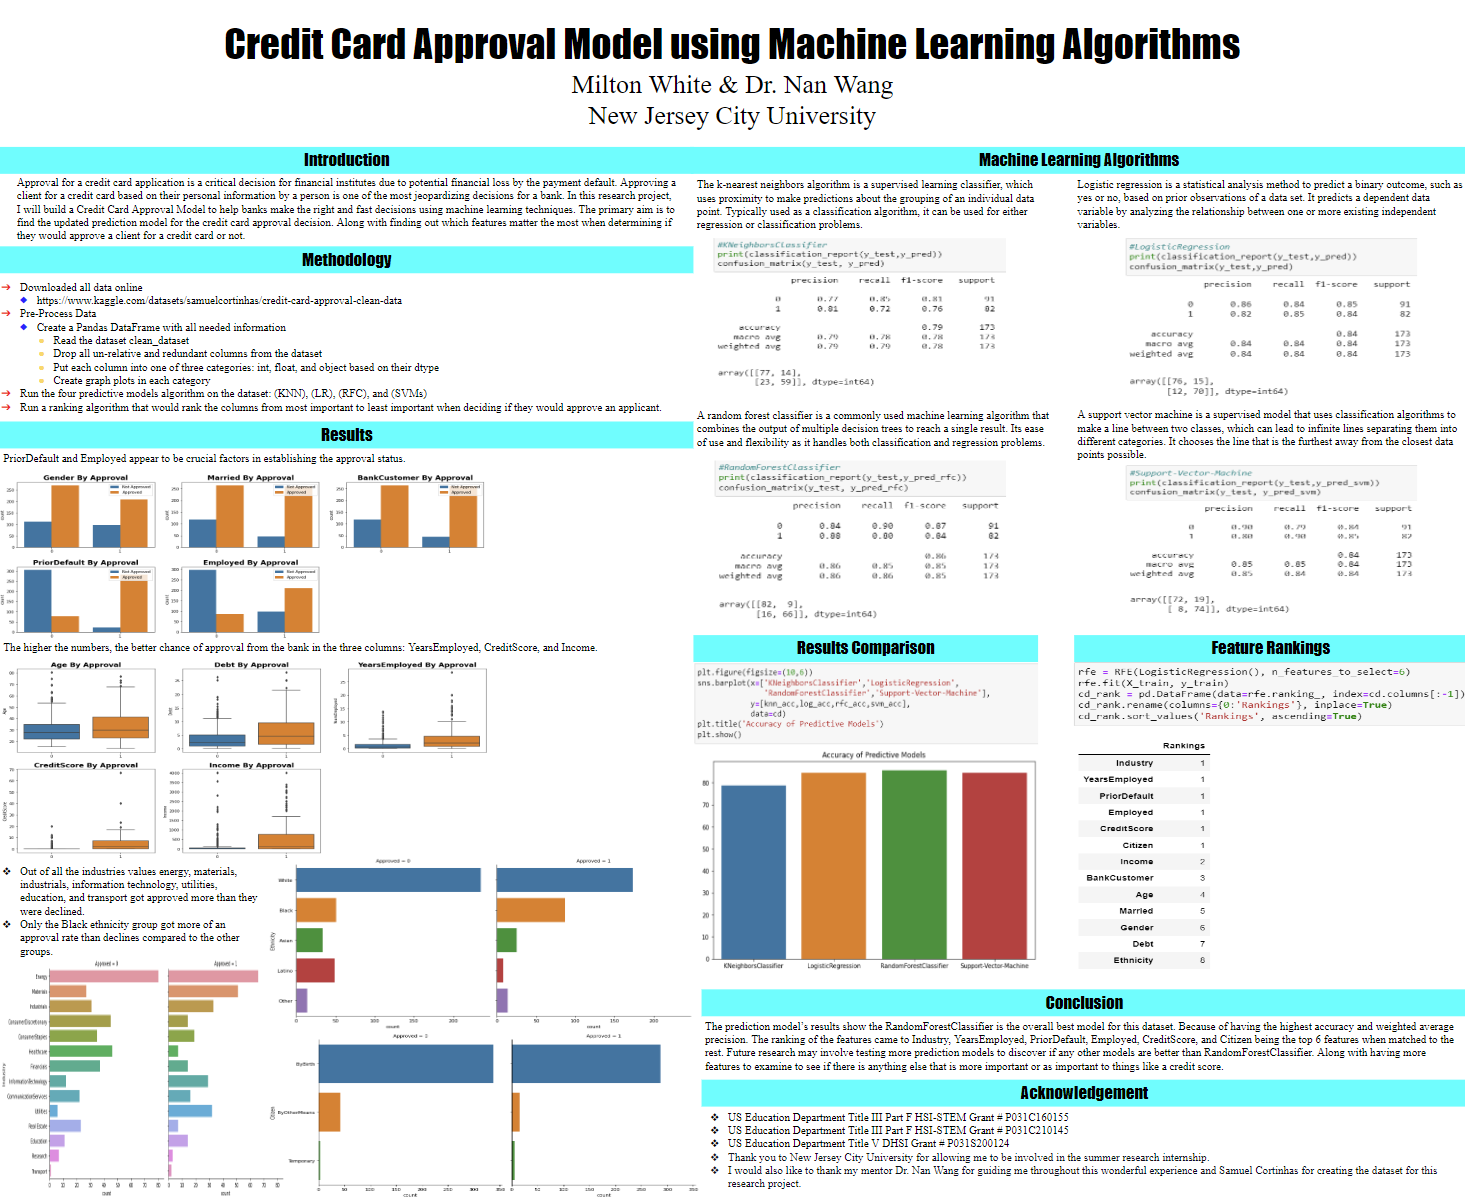 Credit Card Approval Model using Machine Learning Algorithms
Milton White & Dr. Nan Wang
New Jersey City University
Introduction
Approval for a credit card application is a critical decision for financial institutes due to potential financial loss by the payment default. Approving a
client for a credit card based on their personal information by a person is one of the most jeopardizing decisions for a bank. In this research project,
I will build a Credit Card Approval Model to help banks make the right and fast decisions using machine learning techniques. The primary aim is to
find the updated prediction model for the credit card approval decision. Along with finding out which features matter the most when determining if
they would approve a client for a credit card or not.
Methodology
➔ Downloaded all data online
◆ https://www.kaggle.com/datasets/samuelcortinhas/credit-card-approval-clean-data
➔ Pre-Process Data
◆ Create a Pandas DataFrame with all needed information
● Read the dataset clean_dataset
● Drop all un-relative and redundant columns from the dataset
● Put each column into one of three categories: int, float, and object based on their dtype
● Create graph plots in each category
➔ Run the four predictive models algorithm on the dataset: (KNN), (LR), (RFC), and (SVMs)
➔ Run a ranking algorithm that would rank the columns from most important to least important when deciding if they would approve an applicant.
Results
PriorDefault and Employed appear to be crucial factors in establishing the approval status.
Gender By Approval
Married By Approval
BankCustomer By Approval
Not Approved
Approved
PriorDefault By Approval
Employed By Approval
The higher the numbers, the better chance of approval from the bank in the three columns: YearsEmployed, CreditScore, and Income.
Age By Approval
Debt By Approval
YearsEmployed By Approval
CreditScore By Approval
Income By Approval
❖ Out of all the industries values energy, materials,
industrials, information technology, utilities,
education, and transport got approved more than they
were declined.
❖ Only the Black ethnicity group got more of an
approval rate than declines compared to the other
groups.
Approved = 0
Approved = 1
Energy
Materials
Industrials
ConsumerDiscretionary
ConsumerStaples
Healthcare
Financials
InformationTechnology
CommunicationServices
Utilities
Real Estate
Education
Research
Transport
0 10 20 30 40 50 60 70 80
count
Approved = 0
Approved = 1
Ethnicity
White
Black
Asian
Latino
Other
0 50 100 150 200
count
Approved = 1
Citizen
ByBirth
ByOtherMeans
Temporary
0 50 100 150 200 250 300 350
count
Machine Learning Algorithms
The k-nearest neighbors algorithm is a supervised learning classifier, which
uses proximity to make predictions about the grouping of an individual data
point. Typically used as a classification algorithm, it can be used for either
regression or classification problems.
#KNeighborsClassifier
print(classification_report(y_test,y_pred))
confusion_matrix(y_test, y_pred)
precision recall f1-score support
0 0.77 0.85 0.81 91
1 0.81 0.72 0.76 82
accuracy 0.79 173
macro avg 0.79 0.78 0.78 173
weighted avg 0.79 0.79 0.78 173
array([[77, 14],
[23, 59]], dtype=int64)
Logistic regression is a statistical analysis method to predict a binary outcome, such as
yes or no, based on prior observations of a data set. It predicts a dependent data
variable by analyzing the relationship between one or more existing independent
variables.
#LogisticRegression
print(classification_report(y_test,y_pred))
confusion_matrix(y_test,y_pred)
precision recall f1-score support
0 0.86 0.84 0.85 91
1 0.82 0.85 0.84 82
accuracy 0.84 173
macro avg 0.84 0.84 0.84 173
weighted avg 0.84 0.84 0.84 173
array([[76, 15],
[12, 70]], dtype=int64)
A random forest classifier is a commonly used machine learning algorithm that
combines the output of multiple decision trees to reach a single result. Its ease
of use and flexibility as it handles both classification and regression problems.
#RandomForestClassifier
print(classification_report(y_test,y_pred_rfc))
confusion_matrix(y_test, y_pred_rfc)
precision recall f1-score support
0 0.84 0.90 0.87 91
1 0.88 0.80 0.84 82
accuracy 0.86 173
macro avg 0.86 0.85 0.85 173
weighted avg 0.86 0.86 0.85 173
array([[82, 9],
[16, 66]], dtype=int64)
A support vector machine is a supervised model that uses classification algorithms to
make a line between two classes, which can lead to infinite lines separating them into
different categories. It chooses the line that is the furthest away from the closest data
points possible.
#Support-Vector-Machine
print(classification_report(y_test,y_pred_svm))
confusion_matrix(y_test, y_pred_svm)
precision recall f1-score support
0 0.90 0.79 0.84 91
1 0.80 0.90 0.85 82
accuracy 0.84 173
macro avg 0.85 0.85 0.84 173
weighted avg 0.85 0.84 0.84 173
array([[72, 19],
[ 8, 74]], dtype=int64)
Results Comparison
plt.figure(figsize=(10,6))
sns.barplot(x=['KNeighborsClassifier','LogisticRegression',
'RandomForestClassifier','Support-Vector-Machine'],
y=[knn_acc,log_acc,rfc_acc,svm_acc],
data=cd)
plt.title('Accuracy of Predictive Models')
plt.show()
Accuracy of Predictive Models
80
70
60
50
40
30
20
10
0
KNeighborsClassifier LogisticRegression RandomForestClassifier Support-Vector-Machine
Feature Rankings
rfe = RFE(LogisticRegression(), n_features_to_select=6)
rfe.fit(X_train, y_train)
cd_rank = pd.DataFrame(data=rfe.ranking_, index=cd.columns[:-1])
cd_rank.rename(columns={0:'Rankings'}, inplace=True)
cd_rank.sort_values('Rankings', ascending=True)
Rankings
Industry 1
YearsEmployed 1
PriorDefault 1
Employed 1
CreditScore 1
Citizen 1
Income 2
BankCustomer 3
Age 4
Married 5
Gender 6
Debt 7
Ethnicity 8
Conclusion
The prediction model's results show the RandomForestClassifier is the overall best model for this dataset. Because of having the highest accuracy and weighted average
precision. The ranking of the features came to Industry, YearsEmployed, PriorDefault, Employed, CreditScore, and Citizen being the top 6 features when matched to the
rest. Future research may involve testing more prediction models to discover if any other models are better than RandomForestClassifier. Along with having more
features to examine to see if there is anything else that is more important or as important to things like a credit score.
Acknowledgement
❖ US Education Department Title III Part F HSI-STEM Grant # P031C160155
❖ US Education Department Title III Part F HSI-STEM Grant # P031C210145
❖ US Education Department Title V DHSI Grant # P031S200124
❖ Thank you to New Jersey City University for allowing me to be involved in the summer research internship.
❖ I would also like to thank my mentor Dr. Nan Wang for guiding me throughout this wonderful experience and Samuel Cortinhas for creating the dataset for this
research project.